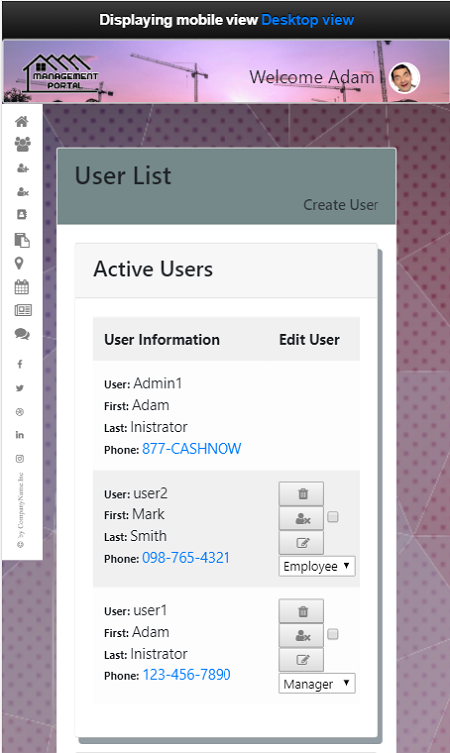 Displaying mobile view Desktop view
MANAGEMENT
PORTAL
Welcome Adam
User List
Create User
Active Users
User Information Edit User
User: Admin1
First: Adam
Last: Inistrator
Phone: 877-CASHNOW
User: user2
First: Mark
Last: Smith
Phone: 098-765-4321
Employee
User: user1
First: Adam
Last: Inistrator
Phone: 123-456-7890
Manager
© by CompanyName Inc